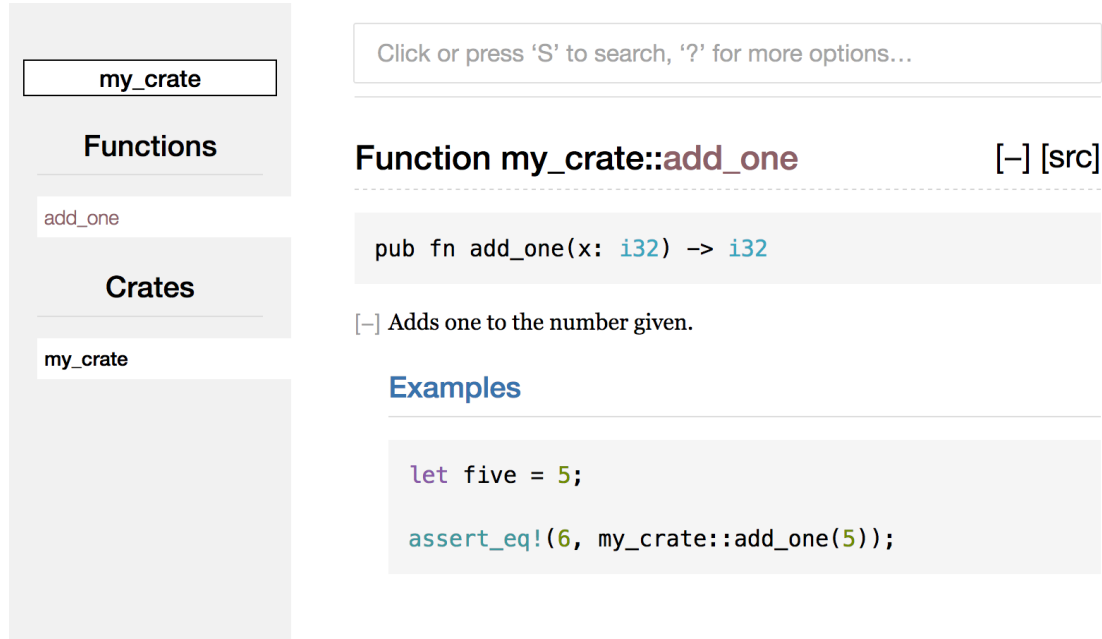 my_crate
Functions
add_one
Crates
my_crate
Click or press ‘S’ to search, ‘?’ for more options…
Function my_crate::add_one [–] [src]
pub fn add_one(x: i32) -> i32
[–] Adds one to the number given.
Examples
let five = 5;
assert_eq!(6, my_crate::add_one(5));